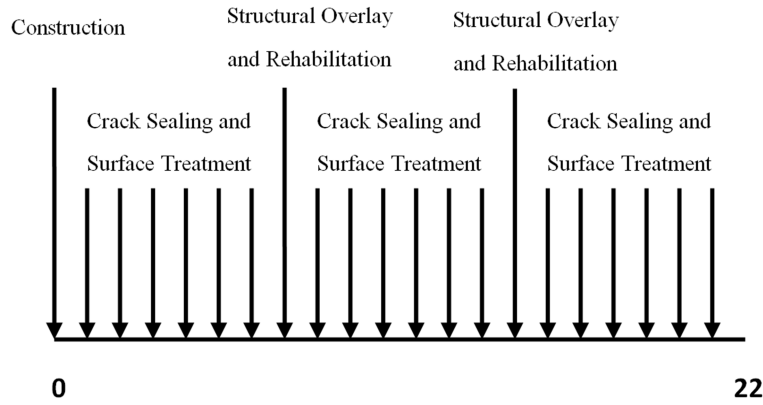 Construction
Structural Overlay
and Rehabilitation
Structural Overlay
and Rehabilitation
Crack Sealing and
Surface Treatment
Crack Sealing and
Surface Treatment
Crack Sealing and
Surface Treatment
0
22